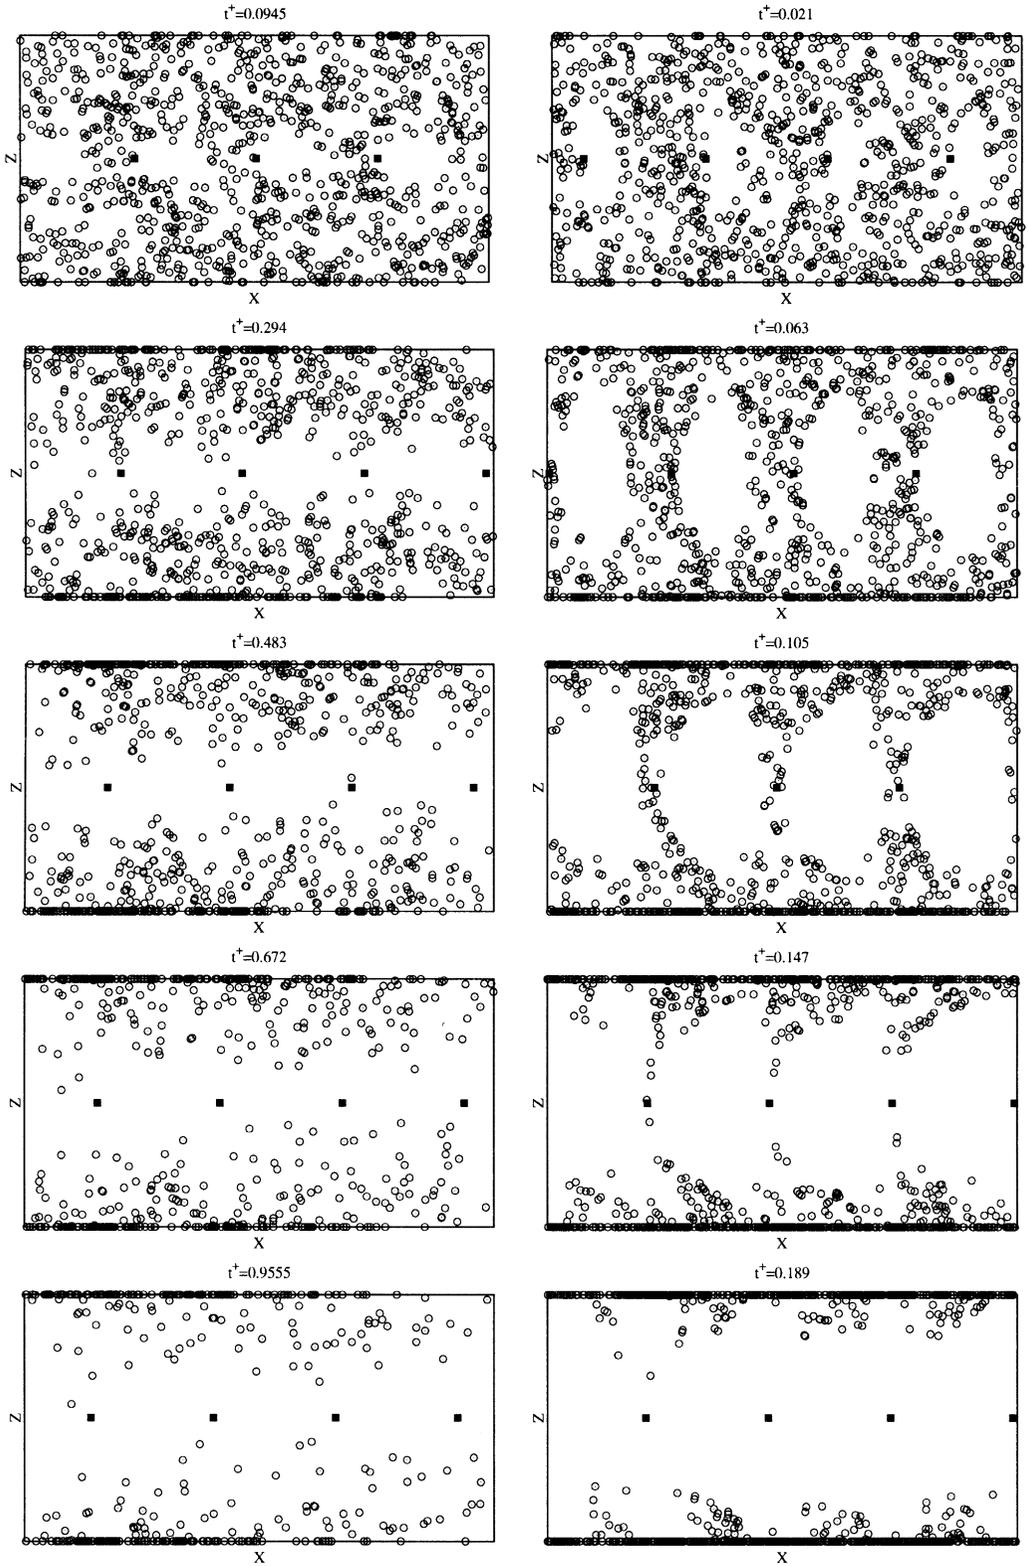 t+=0.0945
t+=0.021
Z
Z
X
X
t+=0.294
t+=0.063
Z
Z
X
X
t+=0.483
t+=0.105
Z
Z
X
X
t+=0.672
t+=0.147
Z
Z
X
X
t+=0.9555
t+=0.189
Z
Z
X
X